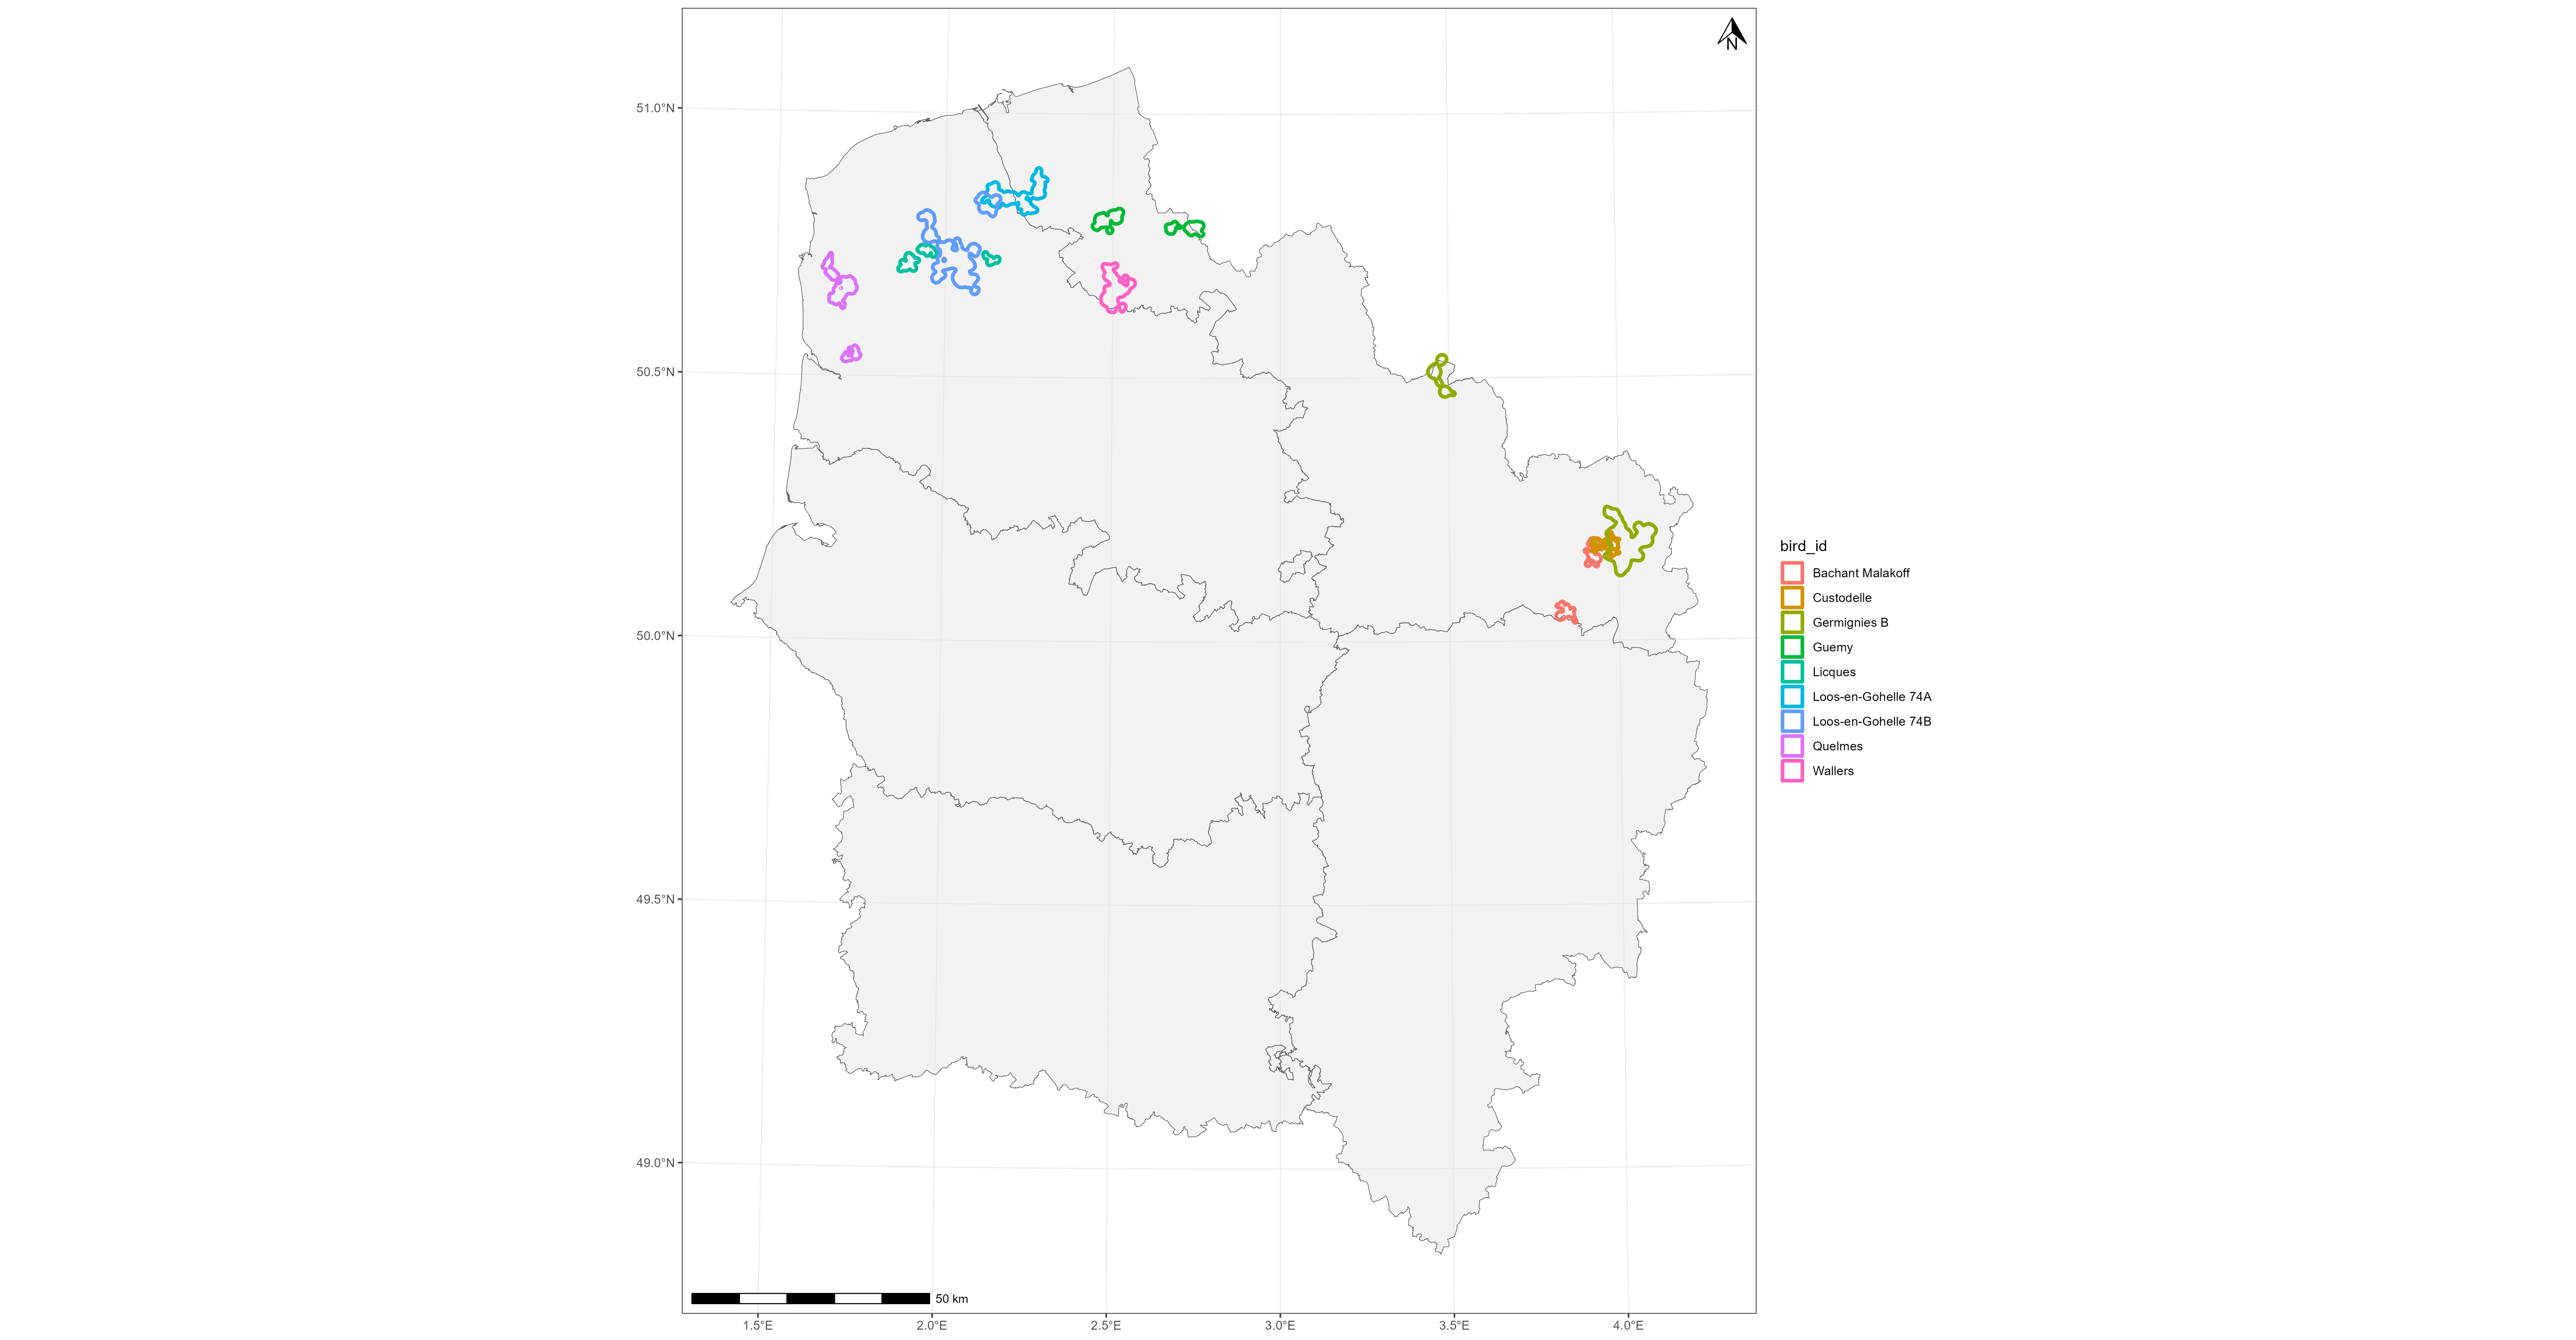 N
51.0°N
50.5°N
50.0°N
49.5°N
49.0°N
50 km
1.5°E
2.0°E
2.5°E
3.0°E
3.5°E
4.0°E
bird_id
Bachant Malakoff
Custodelle
Germignies B
Guemy
Licques
Loos-en-Gohelle 74A
Loos-en-Gohelle 74B
Quelmes
Wallers